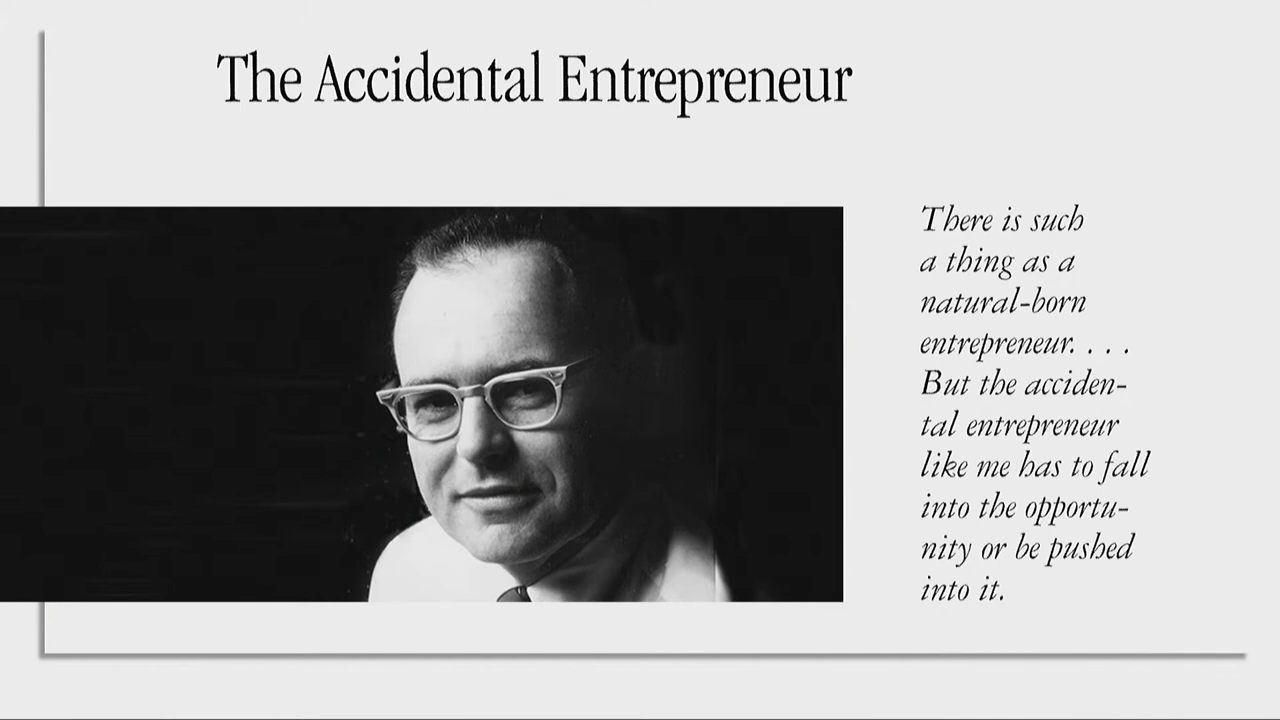 The Accidental Entrepreneur
There is such
a thing as a
natural-born
entrepreneur. . . .
But the acciden-
tal entrepreneur
like me has to fall
into the opportu-
nity or be pushed
into it.